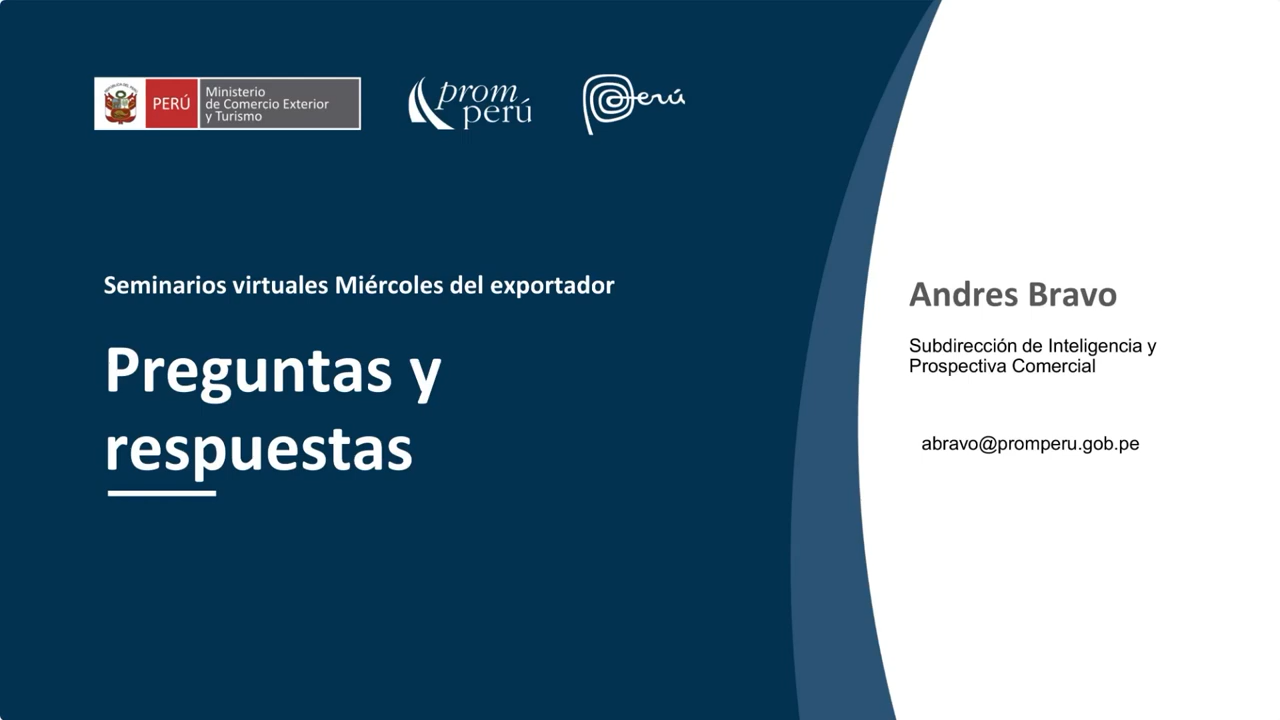 PERÚ
Ministerio
de Comercio Exterior
y Turismo
prom
perú
Perú
Seminarios virtuales Miércoles del exportador
Preguntas y
respuestas
Andres Bravo
Subdirección de Inteligencia y
Prospectiva Comercial
abravo@promperu.gob.pe